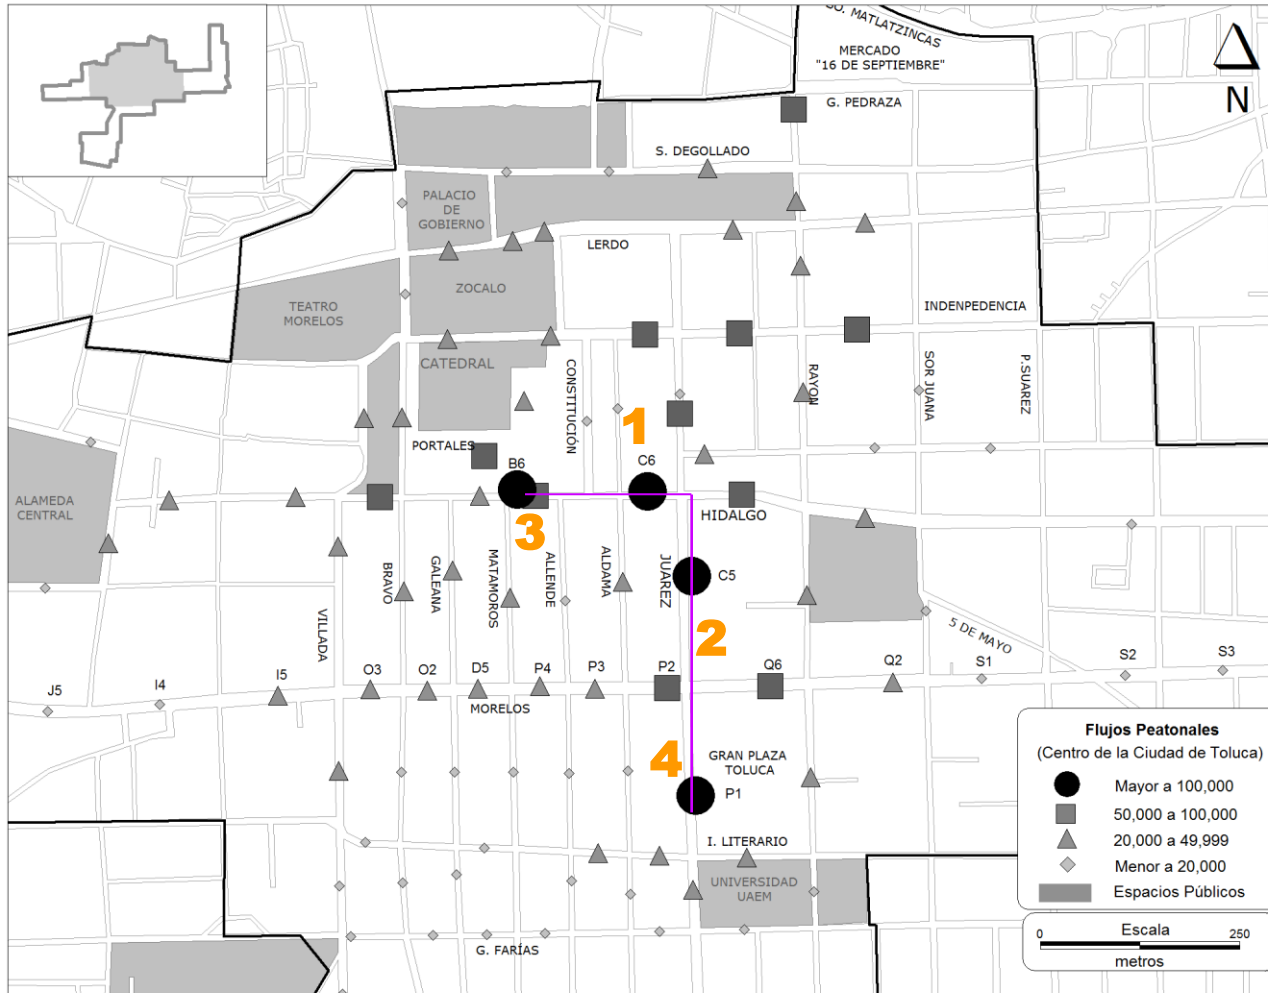 GO. MATLATZINCAS
MERCADO
"16 DE SEPTIEMBRE"
N
G. PEDRAZA
S. DEGOLLADO
PALACIO
DE
GOBIERNO
LERDO
ZOCALO
TEATRO
MORELOS
INDENPEDENCIA
CATEDRAL
CONSTITUCIÓN
RAYON
SOR JUANA
P.SUAREZ
1
PORTALES
B6
C6
ALAMEDA
CENTRAL
HIDALGO
3
BRAVO
GALEANA
MATAMOROS
ALLENDE
ALDAMA
JUAREZ
C5
VILLADA
2
5 DE MAYO
J5
I4
I5
O3
O2
D5
P4
P3
P2
Q6
Q2
S1
S2
S3
MORELOS
4
GRAN PLAZA
TOLUCA
P1
I. LITERARIO
UNIVERSIDAD
UAEM
G. FARÍAS
Flujos Peatonales
(Centro de la Ciudad de Toluca)
Mayor a 100,000
50,000 a 100,000
20,000 a 49,999
Menor a 20,000
Espacios Públicos
Escala
0 250
metros